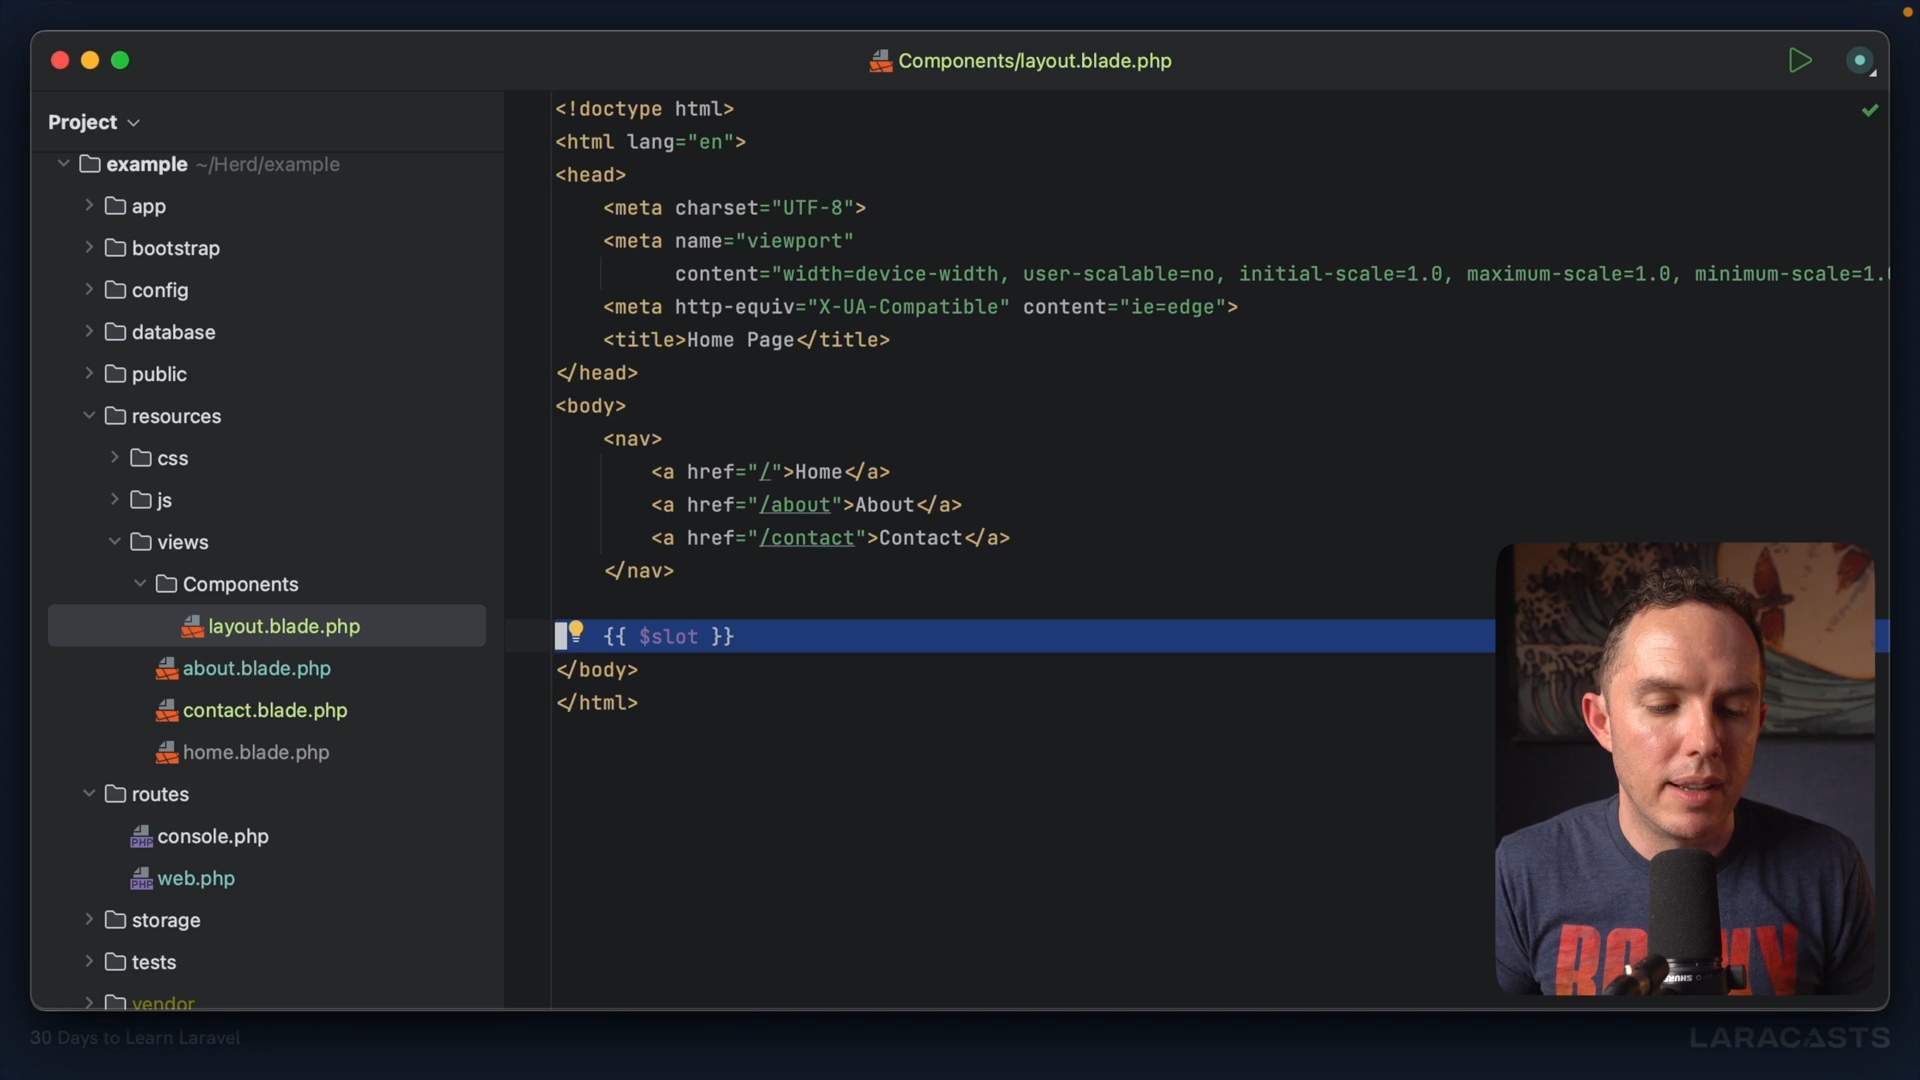 Components/layout.blade.php
Project
example ~/Herd/example
app
bootstrap
config
database
public
resources
css
js
views
Components
layout.blade.php
about.blade.php
contact.blade.php
home.blade.php
routes
console.php
web.php
storage
tests
vendor
<!doctype html>
<html lang="en">
<head>
<meta charset="UTF-8">
<meta name="viewport"
content="width=device-width, user-scalable=no, initial-scale=1.0, maximum-scale=1.0, minimum-scale=1.
<meta http-equiv="X-UA-Compatible" content="ie=edge">
<title>Home Page</title>
</head>
<body>
<nav>
<a href="/">Home</a>
<a href="/about">About</a>
<a href="/contact">Contact</a>
</nav>
{{ $slot }}
</body>
</html>
PHP
PHP
30 Days to Learn Laravel
LARACASTS